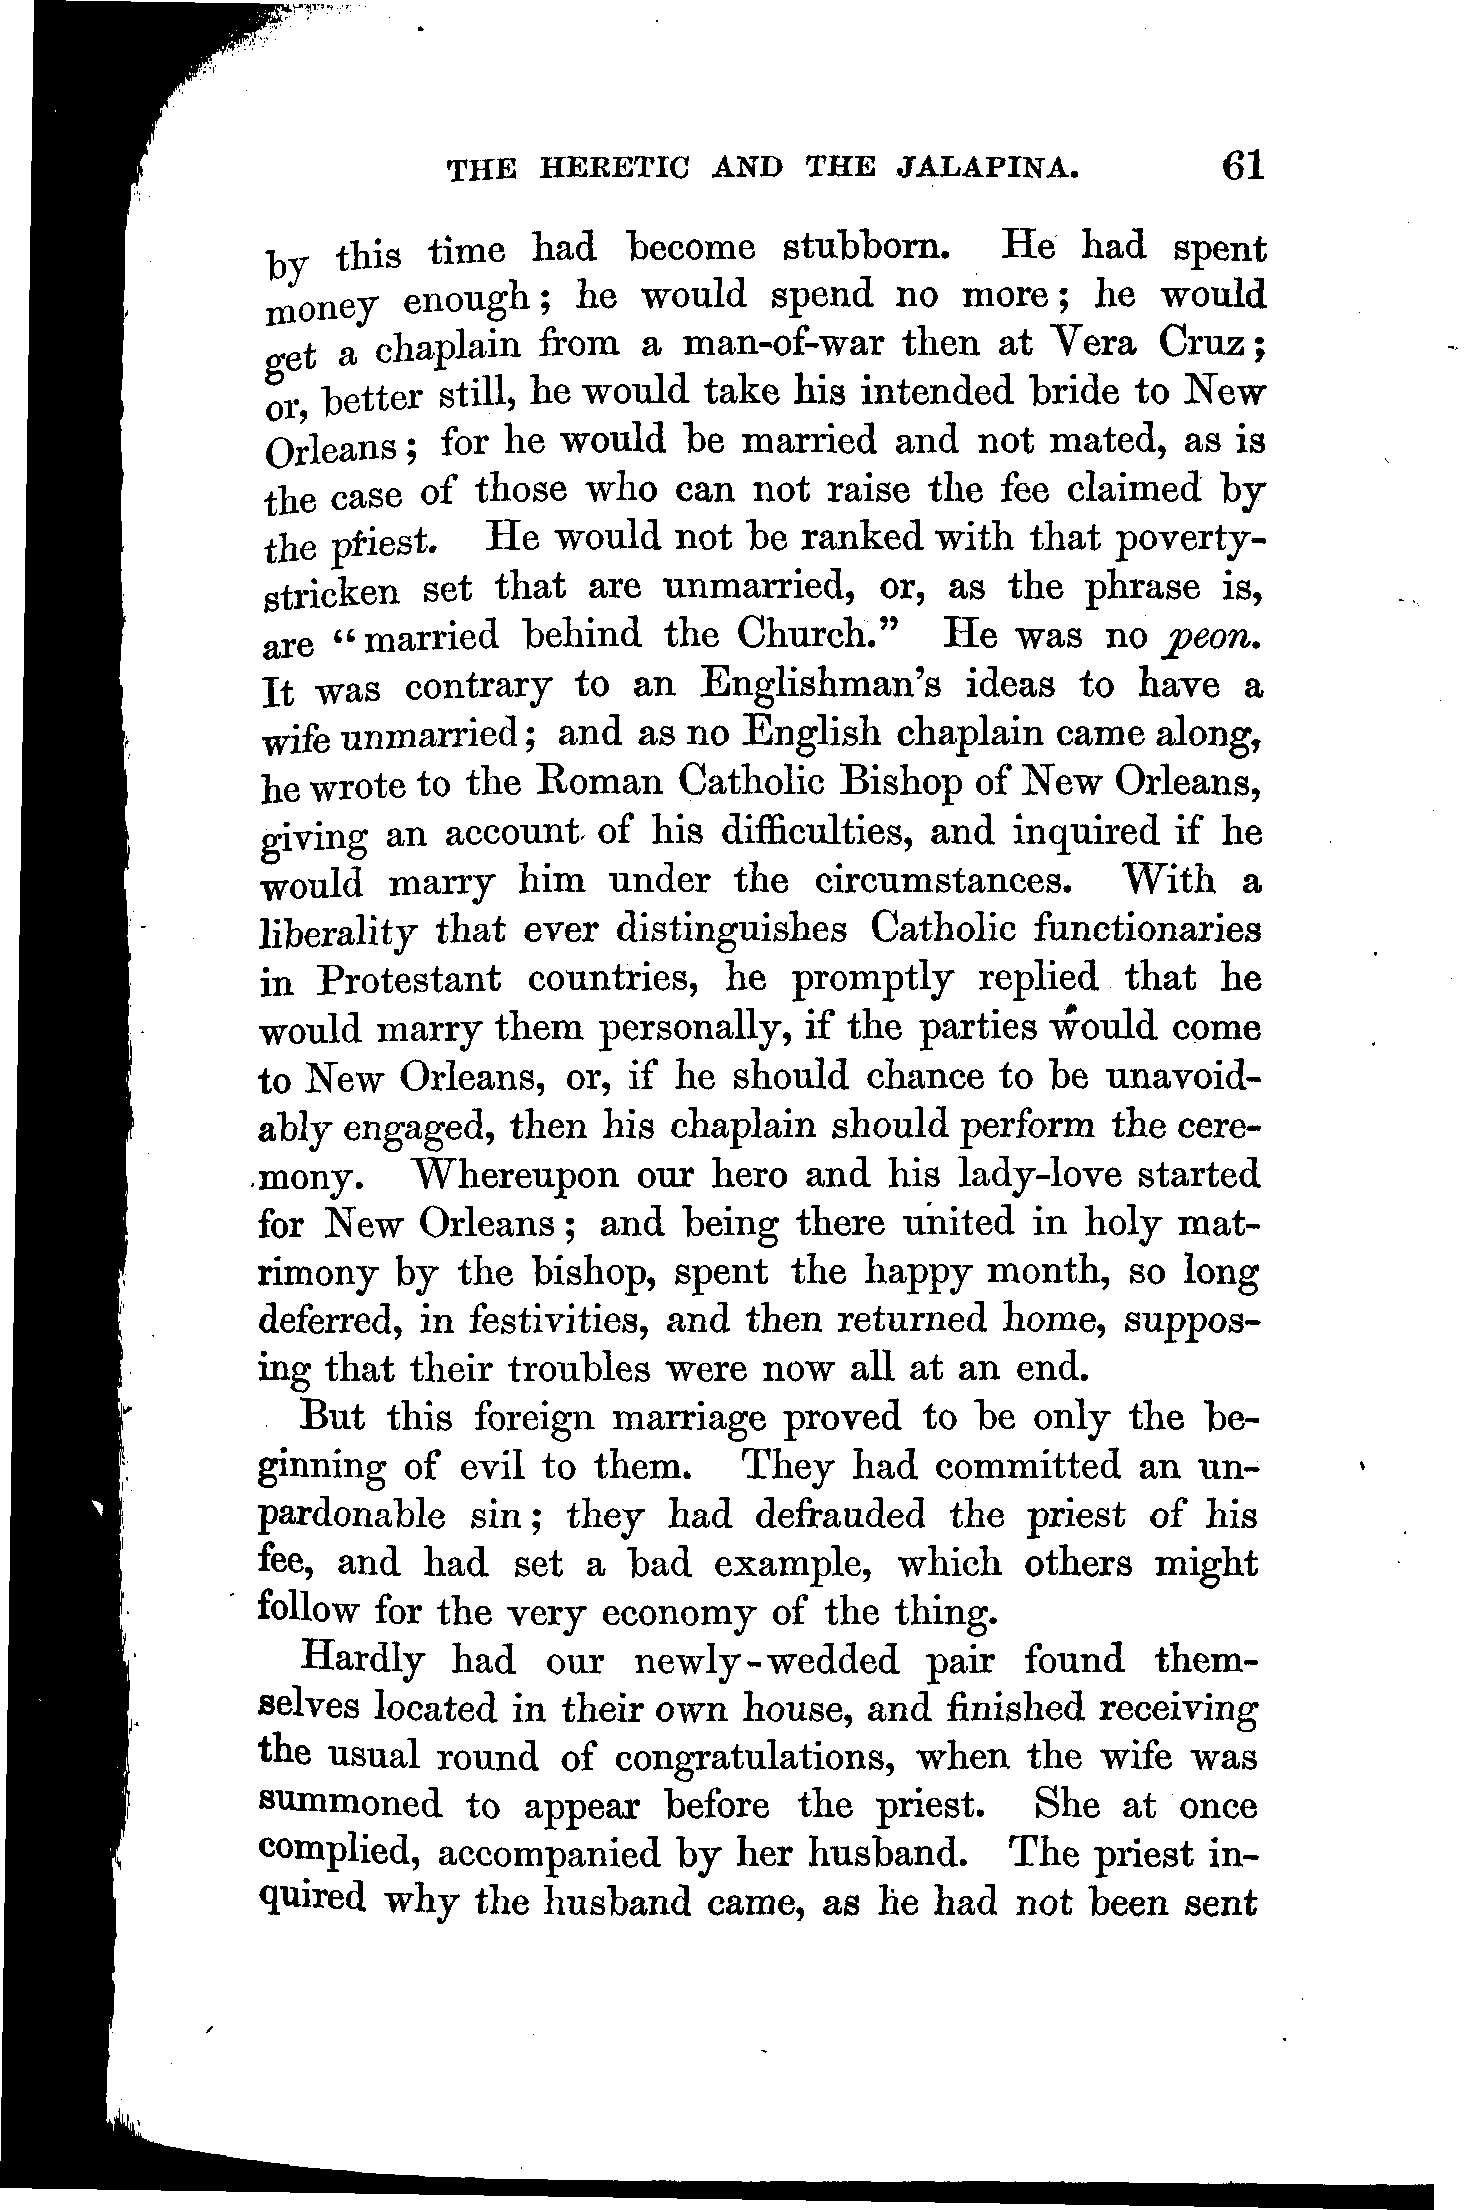 THE HERETIC AND THE JALAPINA. 61
by this time had become stubborn. He had spent
money enough; he would spend no more; he would
get a chaplain from a man-of-war then at Vera Cruz;
or, better still, he would take his intended bride to New
Orleans; for he would be married and not mated, as is
the case of those who can not raise the fee claimed by
the priest. He would not be ranked with that poverty-
stricken set that are unmarried, or, as the phrase is,
are “married behind the Church.” He was no peon.
It was contrary to an Englishman’s ideas to have a
wife unmarried; and as no English chaplain came along,
he wrote to the Roman Catholic Bishop of New Orleans,
giving an account of his difficulties, and inquired if he
would marry him under the circumstances. With a
liberality that ever distinguishes Catholic functionaries
in Protestant countries, he promptly replied that he
would marry them personally, if the parties would come
to New Orleans, or, if he should chance to be unavoid-
ably engaged, then his chaplain should perform the cere-
mony. Whereupon our hero and his lady-love started
for New Orleans; and being there united in holy mat-
rimony by the bishop, spent the happy month, so long
deferred, in festivities, and then returned home, suppos-
ing that their troubles were now all at an end.
But this foreign marriage proved to be only the be-
ginning of evil to them. They had committed an un-
pardonable sin; they had defrauded the priest of his
fee, and had set a bad example, which others might
follow for the very economy of the thing.
Hardly had our newly-wedded pair found them-
selves located in their own house, and finished receiving
the usual round of congratulations, when the wife was
summoned to appear before the priest. She at once
complied, accompanied by her husband. The priest in-
quired why the husband came, as he had not been sent